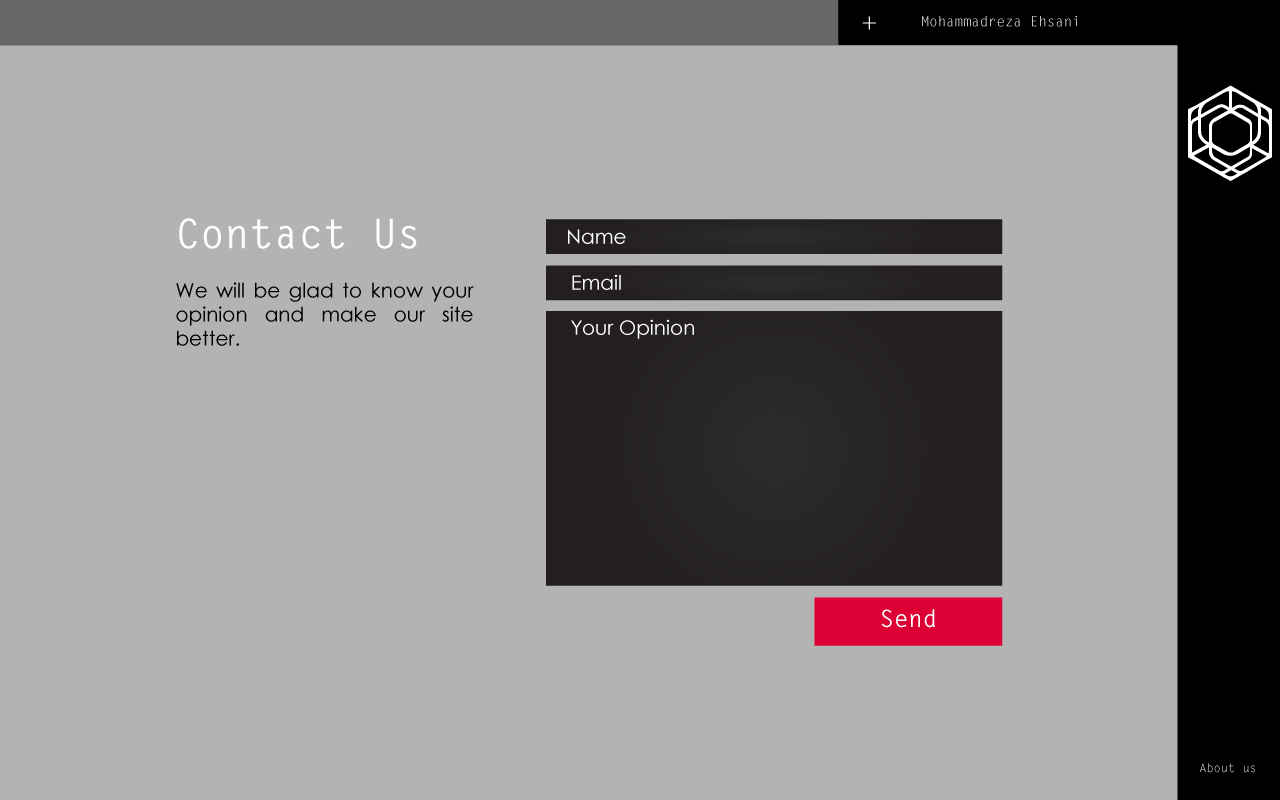 Mohammadreza Ehsani
Contact Us
We will be glad to know your
opinion and make our site
better.
Name
Email
Your Opinion
Send
About us